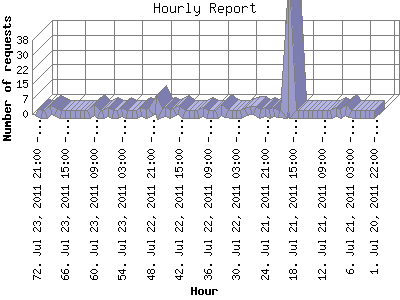 Hourly Report
Number of requests
38
30
22
15
7
0
72. Jul 23, 2011 21:00 -...
66. Jul 23, 2011 15:00 -...
60. Jul 23, 2011 09:00 -...
54. Jul 23, 2011 03:00 -...
48. Jul 22, 2011 21:00 -...
42. Jul 22, 2011 15:00 -...
36. Jul 22, 2011 09:00 -...
30. Jul 22, 2011 03:00 -...
24. Jul 21, 2011 21:00 -...
18. Jul 21, 2011 15:00 -...
12. Jul 21, 2011 09:00 -...
6. Jul 21, 2011 03:00 -...
1. Jul 20, 2011 22:00 -...
Hour